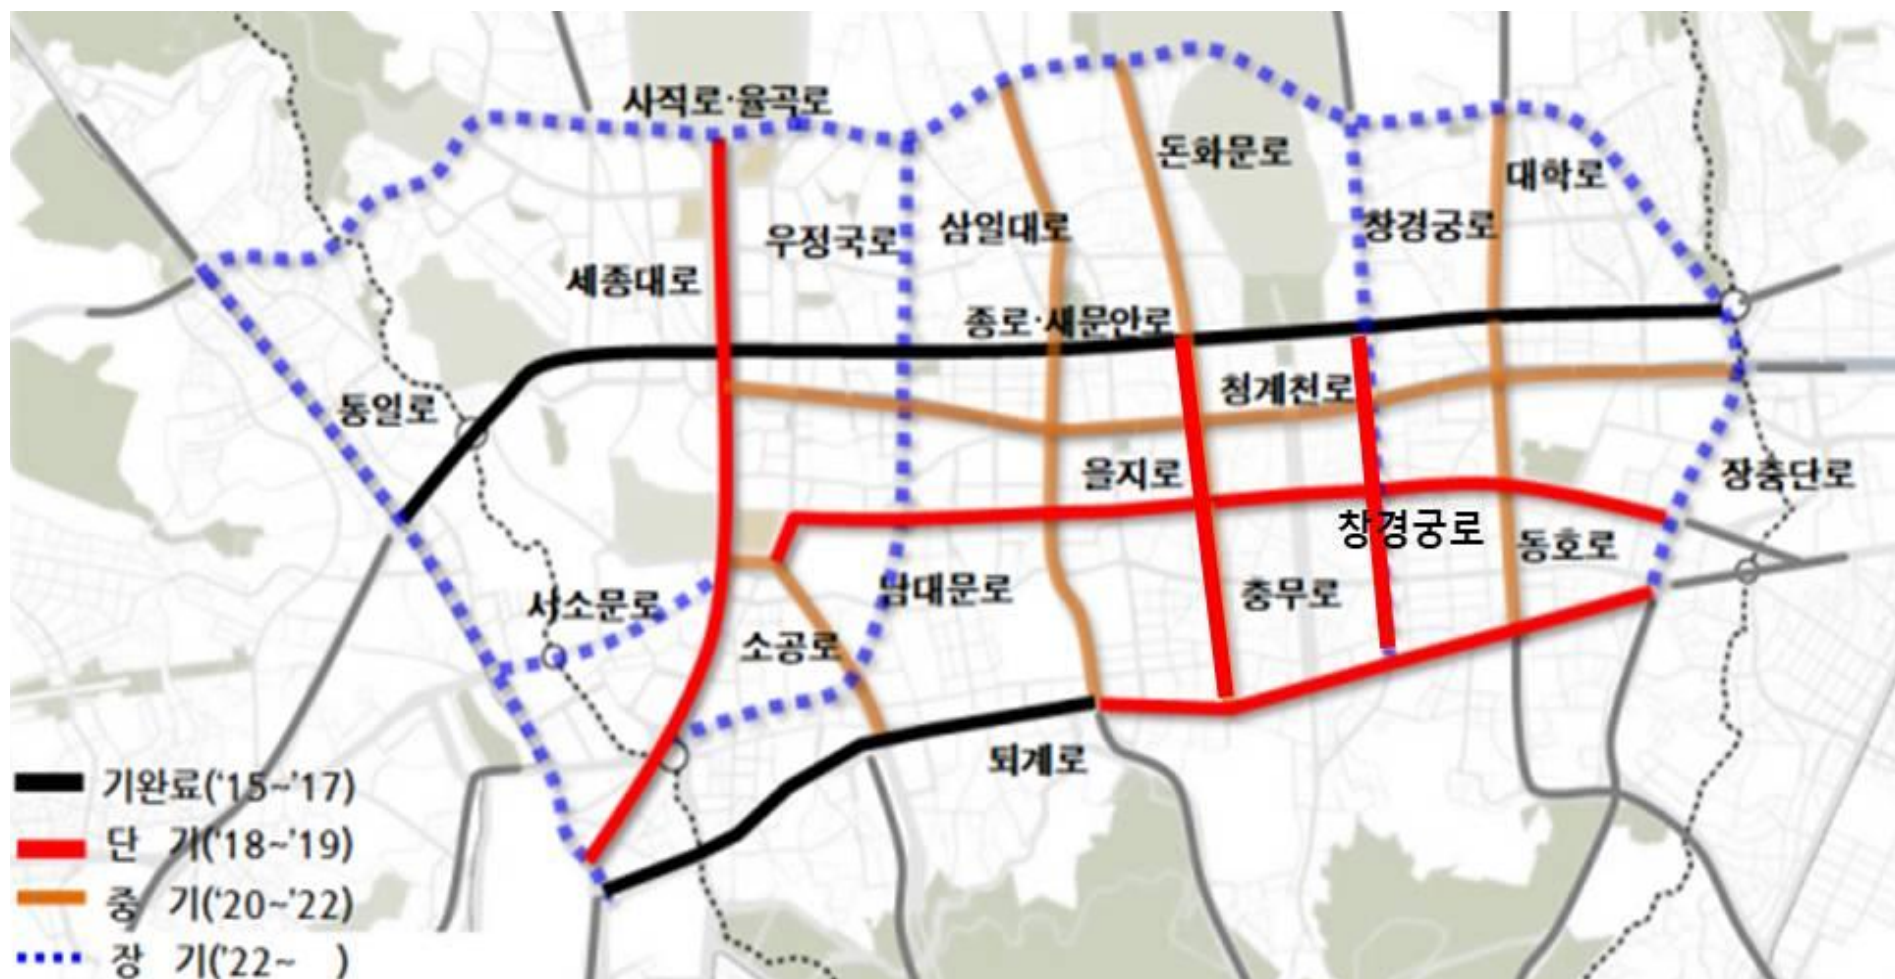 사직로·율곡로
돈화문로
대학로
우정국로
삼일대로
창경궁로
세종대로
종로·새문안로
청계천로
통일로
을지로
장충단로
창경궁로
동호로
서소문로
남대문로
충무로
소공로
퇴계로
기완료(‘15~’17)
단 기(‘18~‘19)
중 기(‘20~’22)
장 기(’22~ )